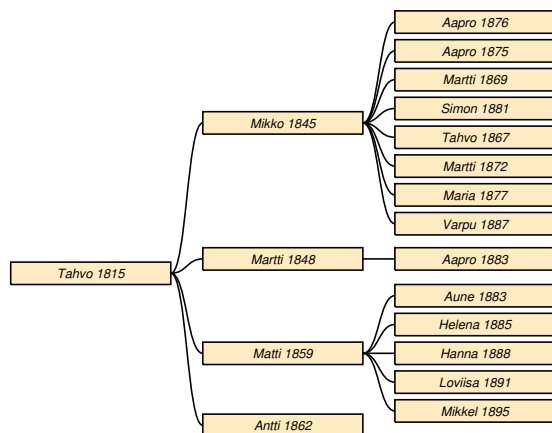 Tahvo 1815
Mikko 1845
Martti 1848
Matti 1859
Antti 1862
Aapro 1876
Aapro 1875
Martti 1869
Simon 1881
Tahvo 1867
Martti 1872
Maria 1877
Varpu 1887
Aapro 1883
Aune 1883
Helena 1885
Hanna 1888
Loviisa 1891
Mikkel 1895